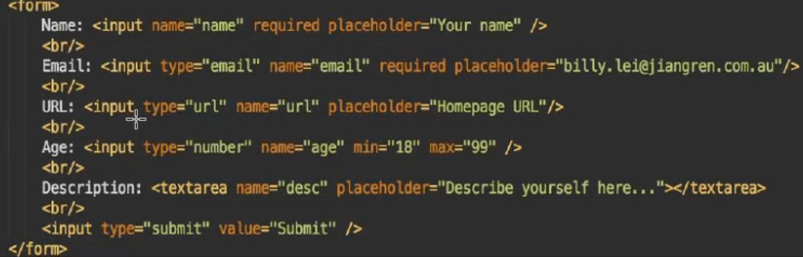 <form>
Name: <input name="name" required placeholder="Your name" />
<br/>
Email: <input type="email" name="email" required placeholder="billy.lei@jiangren.com.au"/>
<br/>
URL: <input type="url" name="url" placeholder="Homepage URL"/>
<br/>
Age: <input type="number" name="age" min="18" max="99" />
<br/>
Description: <textarea name="desc" placeholder="Describe yourself here..."></textarea>
<br/>
<input type="submit" value="Submit" />
</form>